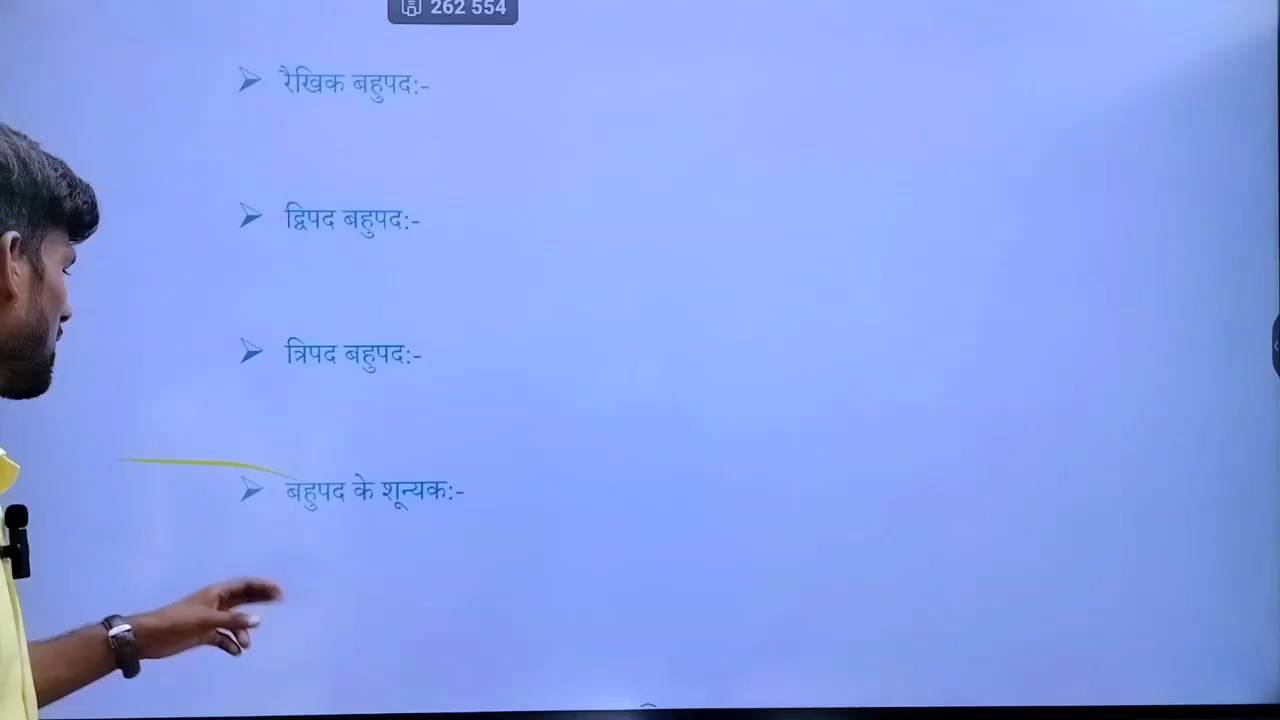 262 554
➢ रैखिक बहुपद:-
➢ द्विपद बहुपद:-
➢ त्रिपद बहुपद:-
➢ बहुपद के शून्यक:-